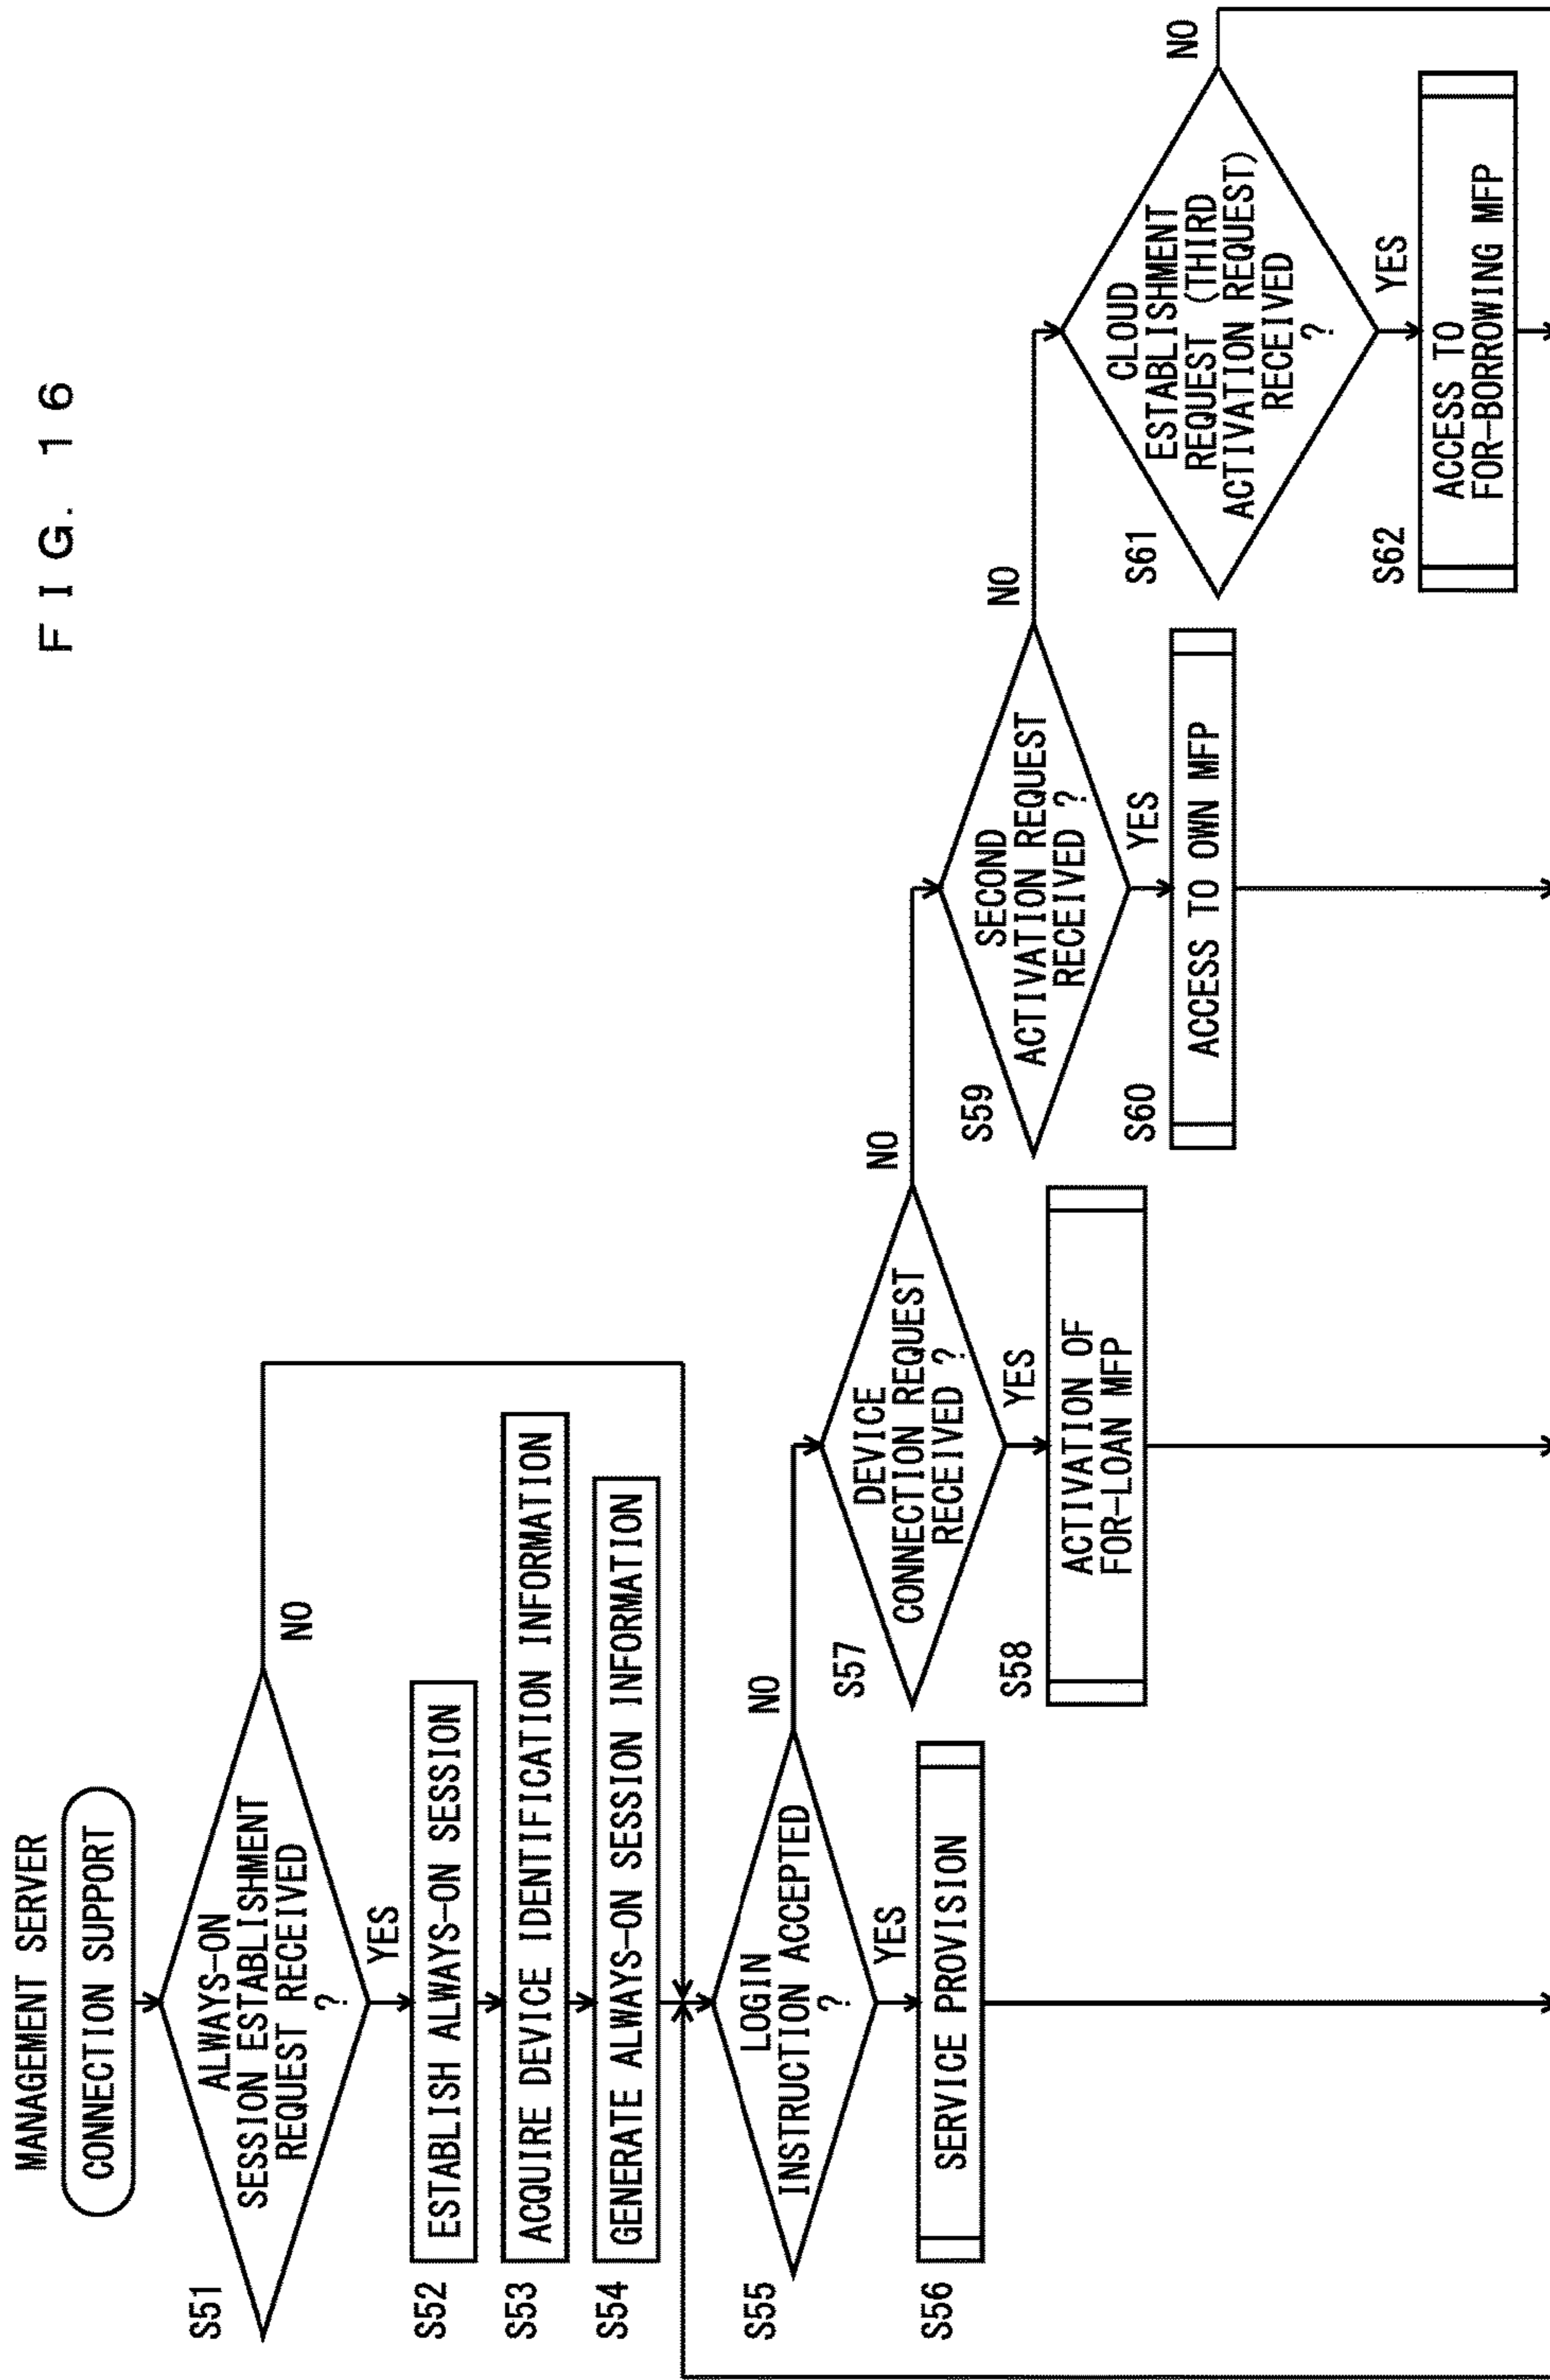 FIG. 16
MANAGEMENT SERVER
CONNECTION SUPPORT
S51
ALWAYS-ON
SESSION ESTABLISHMENT
REQUEST RECEIVED
?
NO
YES
S52
ESTABLISH ALWAYS-ON SESSION
S53
ACQUIRE DEVICE IDENTIFICATION INFORMATION
S54
GENERATE ALWAYS-ON SESSION INFORMATION
S55
LOGIN
INSTRUCTION ACCEPTED
?
NO
YES
S56
SERVICE PROVISION
S57
DEVICE
CONNECTION REQUEST
RECEIVED ?
NO
YES
S58
ACTIVATION OF
FOR-LOAN MFP
S59
SECOND
ACTIVATION REQUEST
RECEIVED ?
NO
YES
S60
ACCESS TO OWN MFP
S61
CLOUD
ESTABLISHMENT
REQUEST (THIRD
ACTIVATION REQUEST)
RECEIVED
?
NO
YES
S62
ACCESS TO
FOR-BORROWING MFP